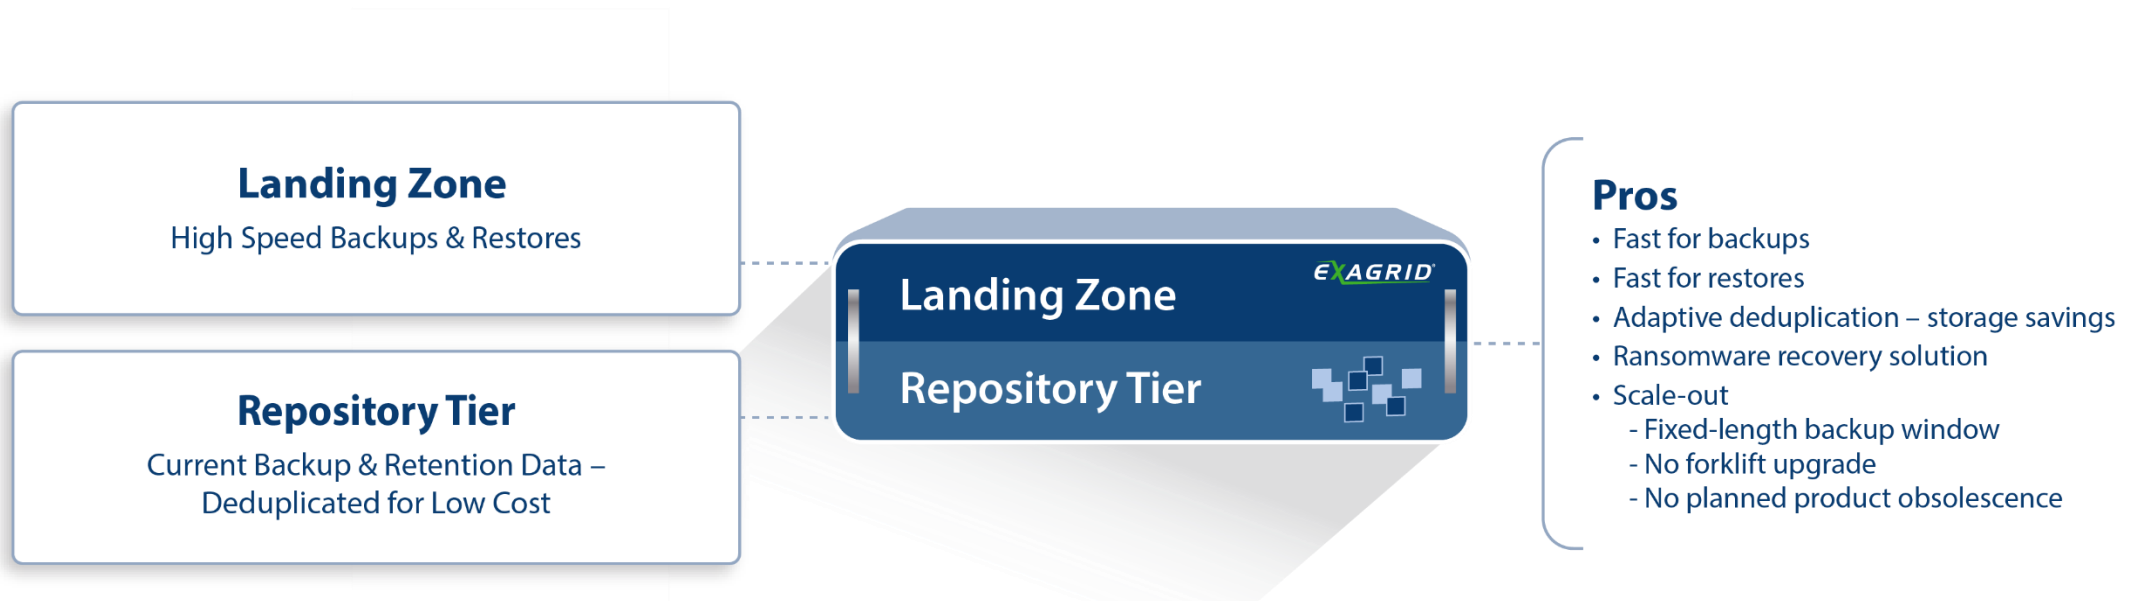 Landing Zone
High Speed Backups & Restores
Repository Tier
Current Backup & Retention Data –
Deduplicated for Low Cost
EXAGRID®
Landing Zone
Repository Tier
Pros
• Fast for backups
• Fast for restores
• Adaptive deduplication – storage savings
• Ransomware recovery solution
• Scale-out
- Fixed-length backup window
- No forklift upgrade
- No planned product obsolescence